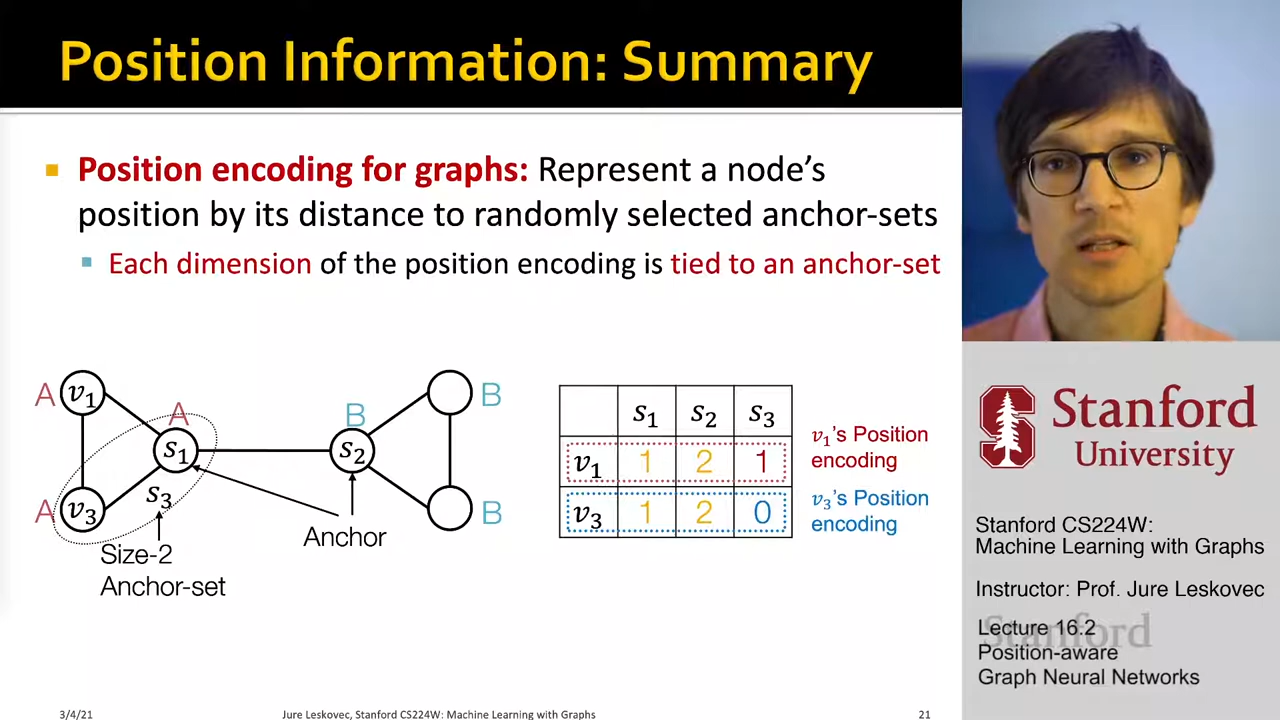 Position Information: Summary
Position encoding for graphs: Represent a node's
position by its distance to randomly selected anchor-sets
Each dimension of the position encoding is tied to an anchor-set
A v₁
A
s₁
A v₃
s₃
Size-2
Anchor-set
B
s₂
B
B
Anchor
s₁ s₂ s₃
v₁ 1 2 1
v₃ 1 2 0
v₁'s Position
encoding
v₃'s Position
encoding
3/4/21
Jure Leskovec, Stanford CS224W: Machine Learning with Graphs
21
S
Stanford
University
Stanford CS224W:
Machine Learning with Graphs
Instructor: Prof. Jure Leskovec
Stanford
Lecture 16.2
Position-aware
Graph Neural Networks